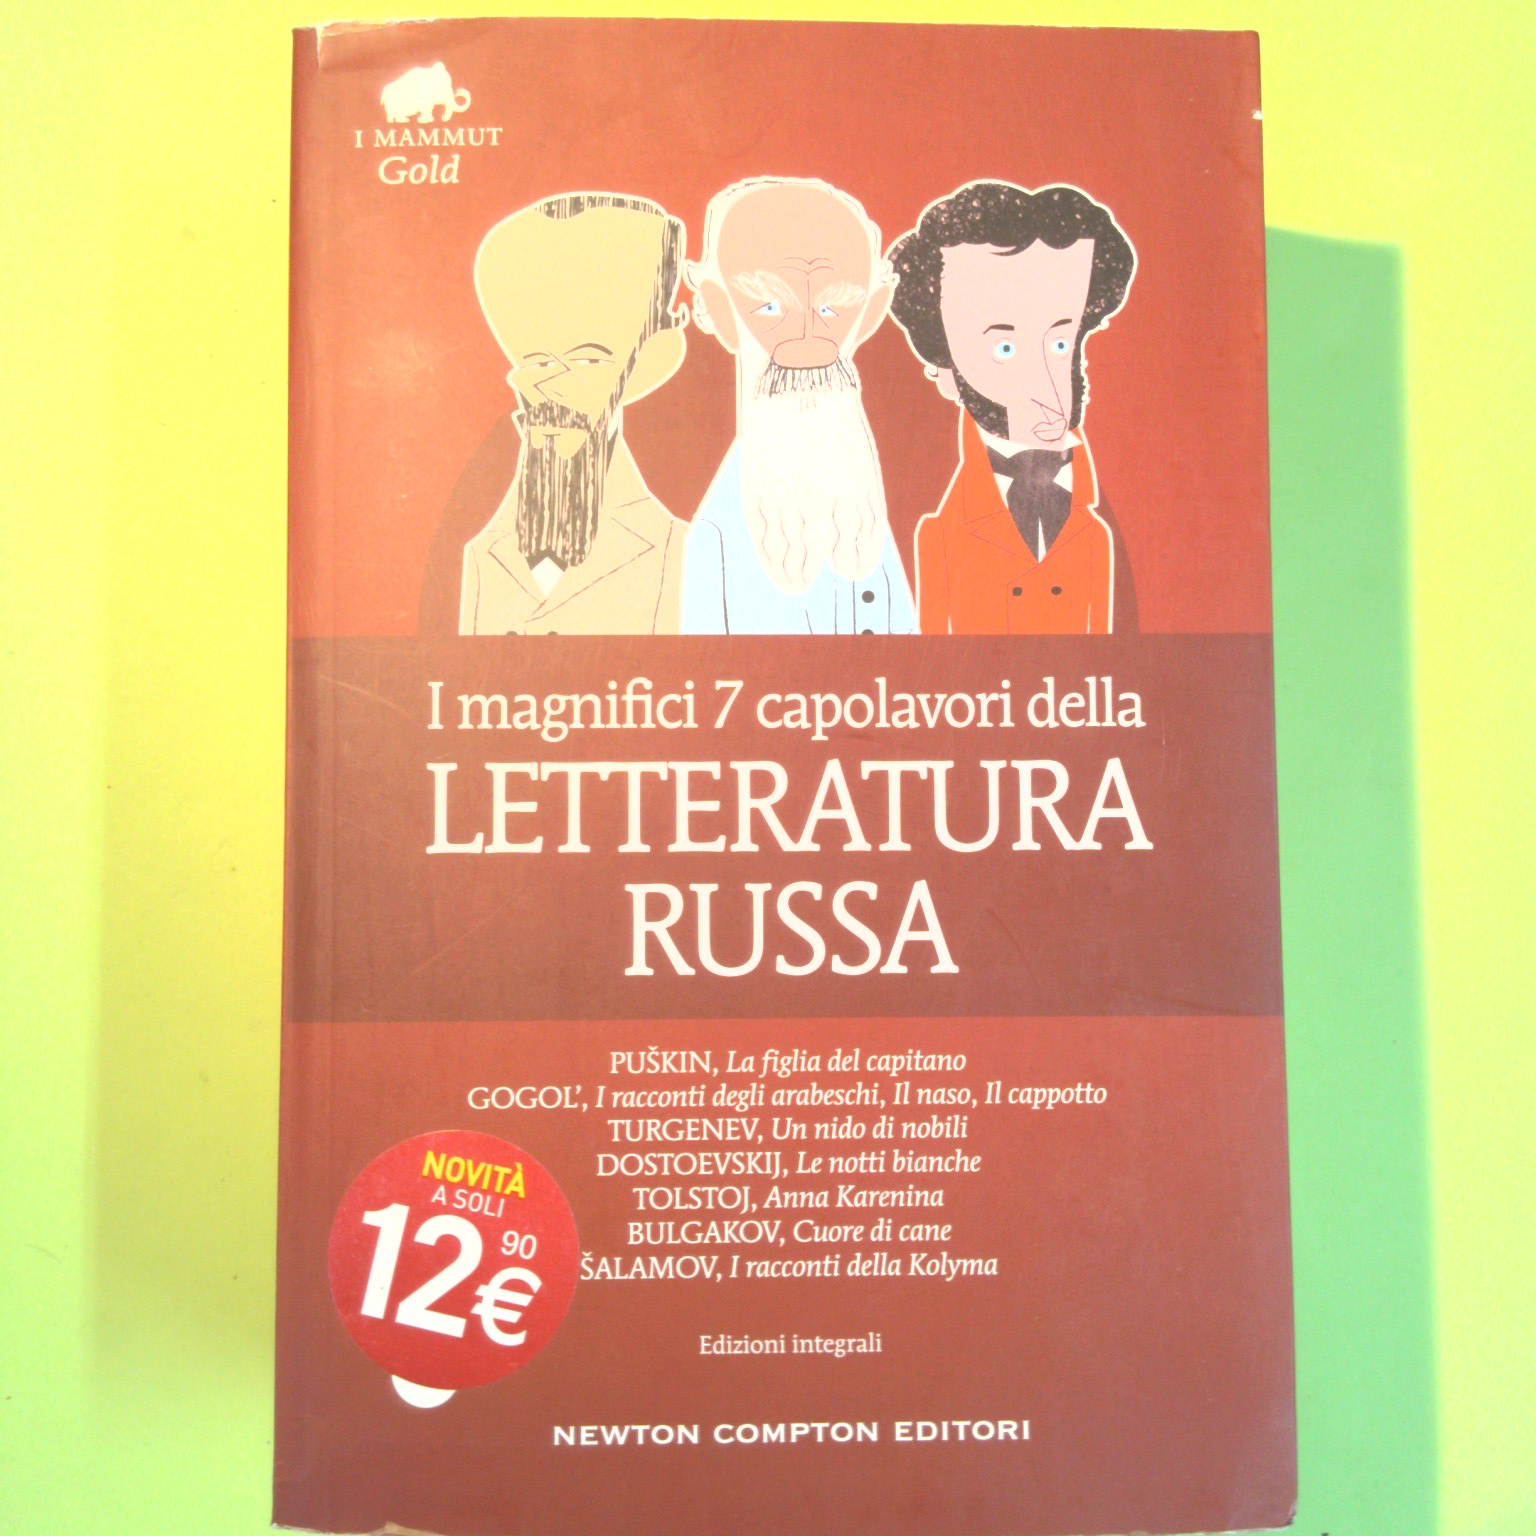 I MAMMUT
Gold
I magnifici 7 capolavori della
LETTERATURA
RUSSA
PUŠKIN, La figlia del capitano
GOGOL’, I racconti degli arabeschi, Il naso, Il cappotto
TURGENEV, Un nido di nobili
DOSTOEVSKIJ, Le notti bianche
TOLSTOJ, Anna Karenina
BULGAKOV, Cuore di cane
ŠALAMOV, I racconti della Kolyma
NOVITÀ
A SOLI
12,90
€
Edizioni integrali
NEWTON COMPTON EDITORI